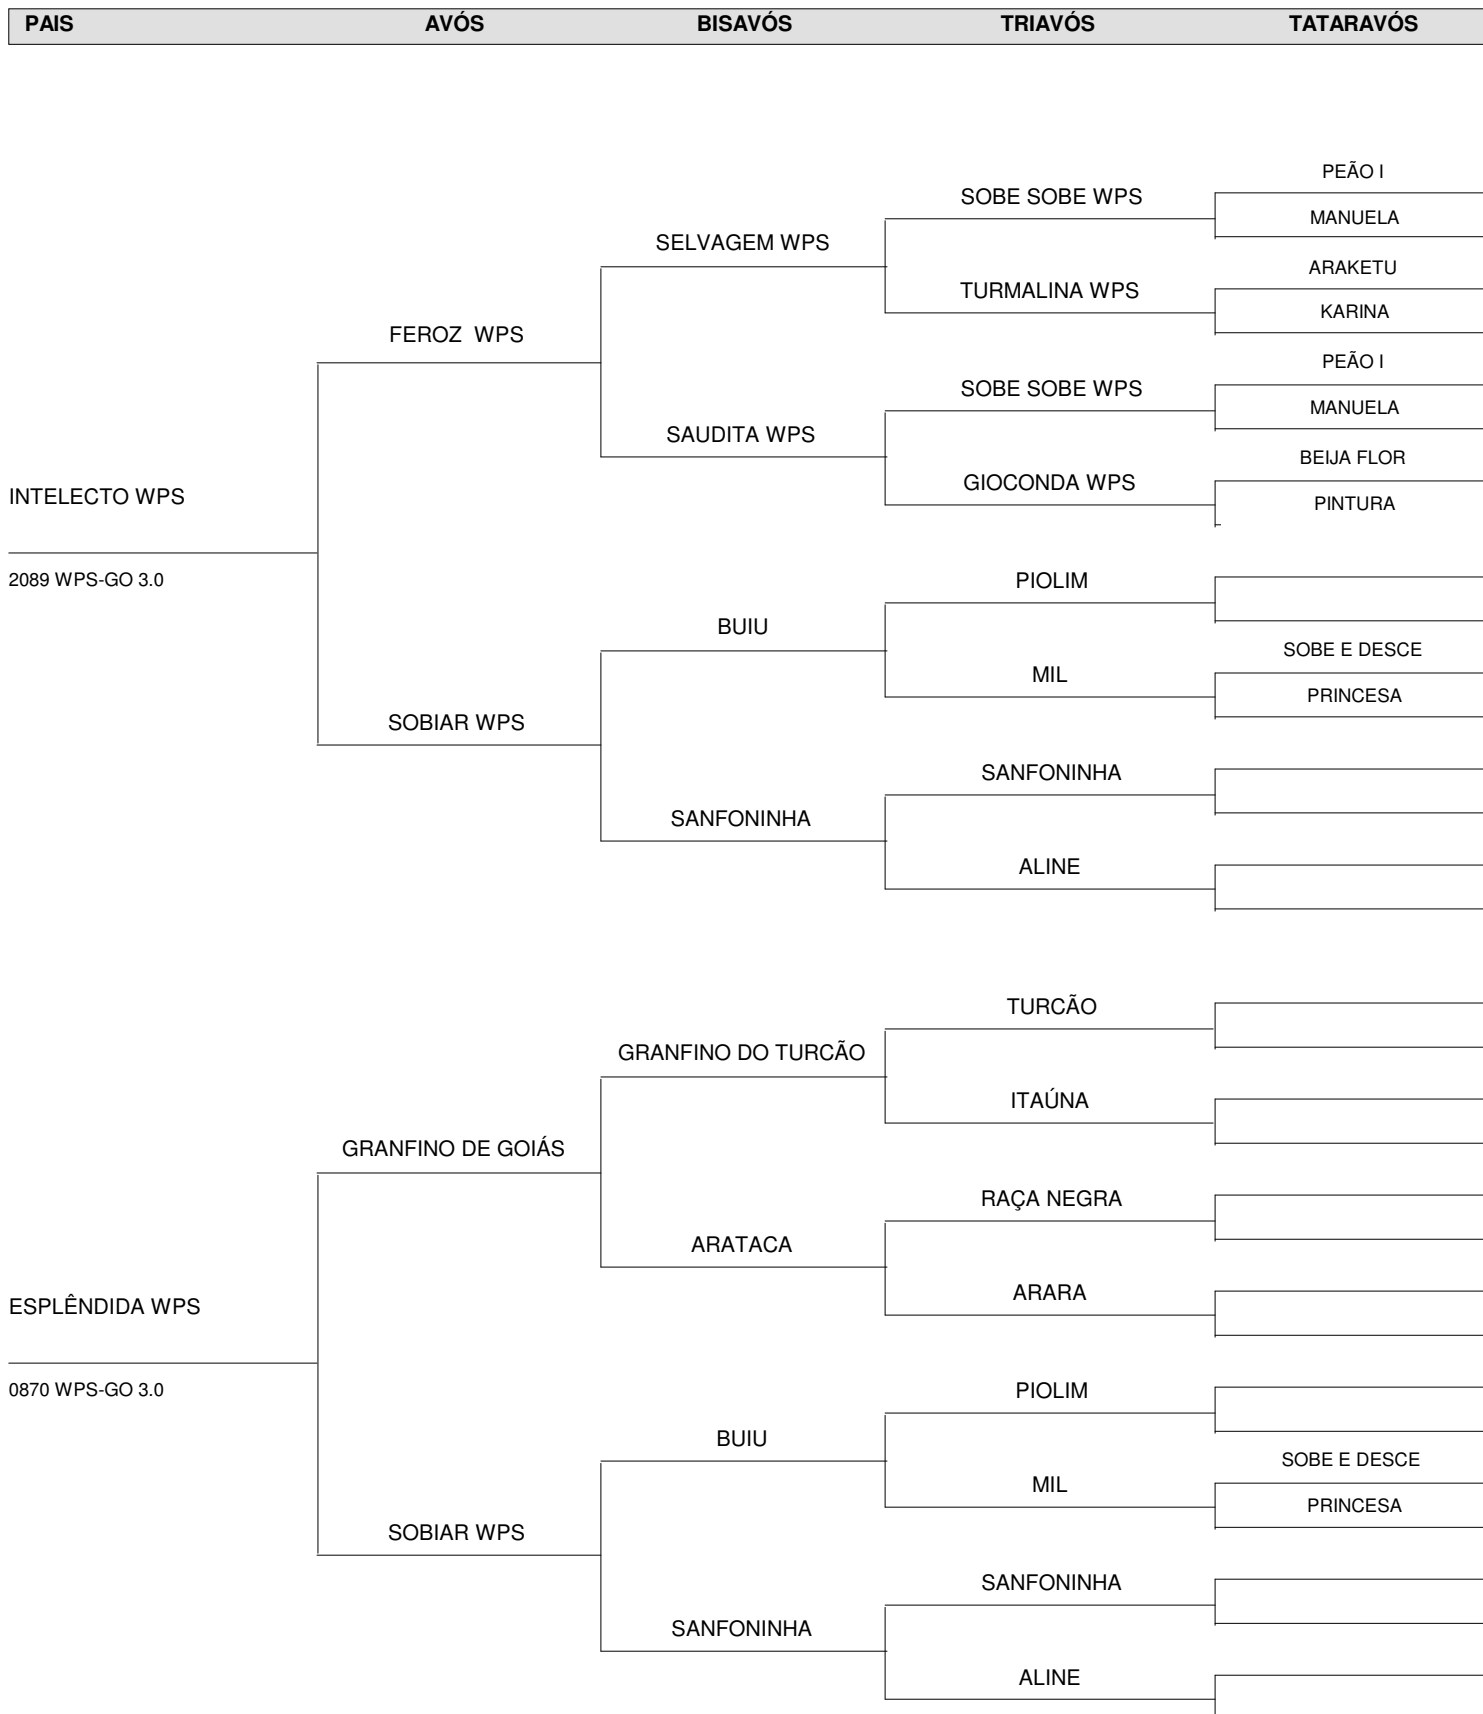 PAIS AVÓS BISAVÓS TRIAVÓS TATARAVÓS
PEÃO I
SOBE SOBE WPS
MANUELA
SELVAGEM WPS
ARAKETU
TURMALINA WPS
KARINA
FEROZ WPS
PEÃO I
SOBE SOBE WPS
MANUELA
SAUDITA WPS
BEIJA FLOR
GIOCONDA WPS
PINTURA
INTELECTO WPS
2089 WPS-GO 3.0
PIOLIM
BUIU
SOBE E DESCE
MIL
PRINCESA
SOBIAR WPS
SANFONINHA
SANFONINHA
ALINE
TURCÃO
GRANFINO DO TURCÃO
ITAÚNA
GRANFINO DE GOIÁS
RAÇA NEGRA
ARATACA
ARARA
ESPLÊNDIDA WPS
0870 WPS-GO 3.0
PIOLIM
BUIU
SOBE E DESCE
MIL
PRINCESA
SOBIAR WPS
SANFONINHA
SANFONINHA
ALINE